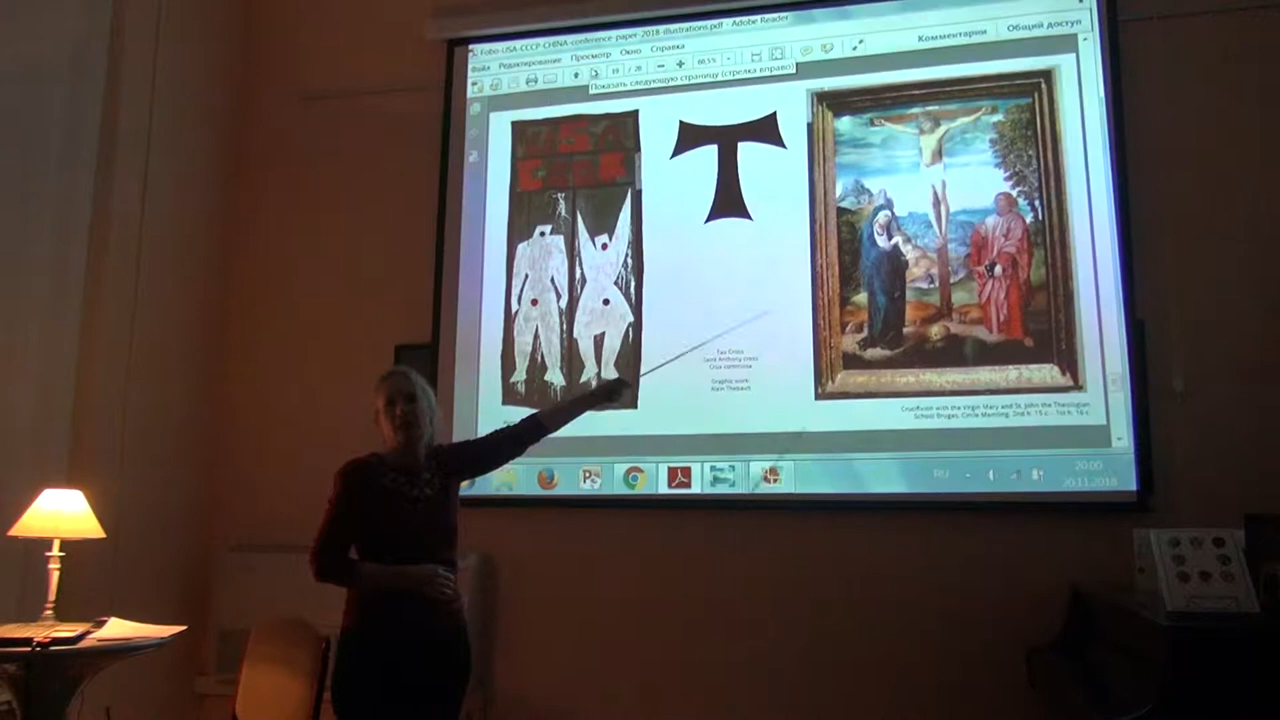 Fobo-USA-CCCP-CHINA-conference-paper-2018-illustrations.pdf - Adobe Reader
Файл Редактирование Просмотр Окно Справка
Комментарии Общий доступ
19 / 20 60,5%
Показать следующую страницу (стрелка вправо)
USA
Tau Cross
Saint Anthony cross
Crux commissa
Graphic work
Alain Thebault
Crucifixion with the Virgin Mary and St. John the Theologian
School Bruges, Circle Memling, 2nd h. 15 c. - 1st h. 16 c.
RU
20:00
20.11.2018